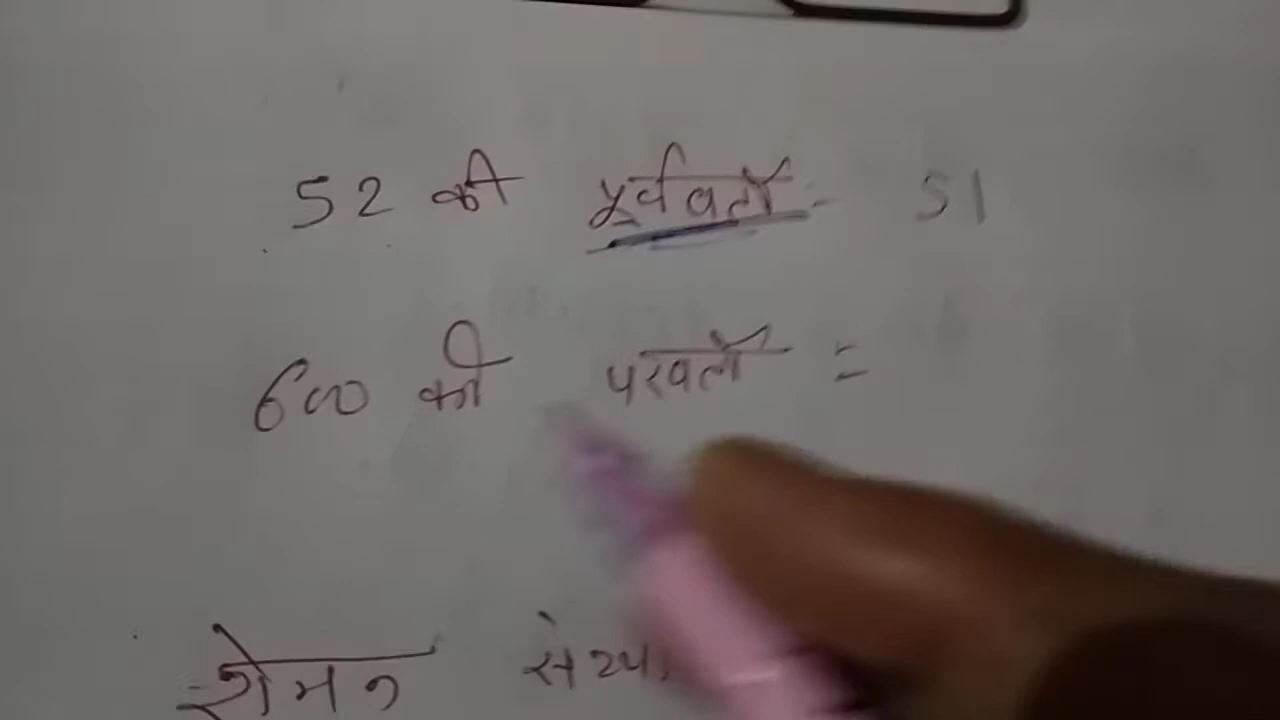 52 की पूर्ववर्ती = 51
600 की परवर्ती =
रोमन संख्या